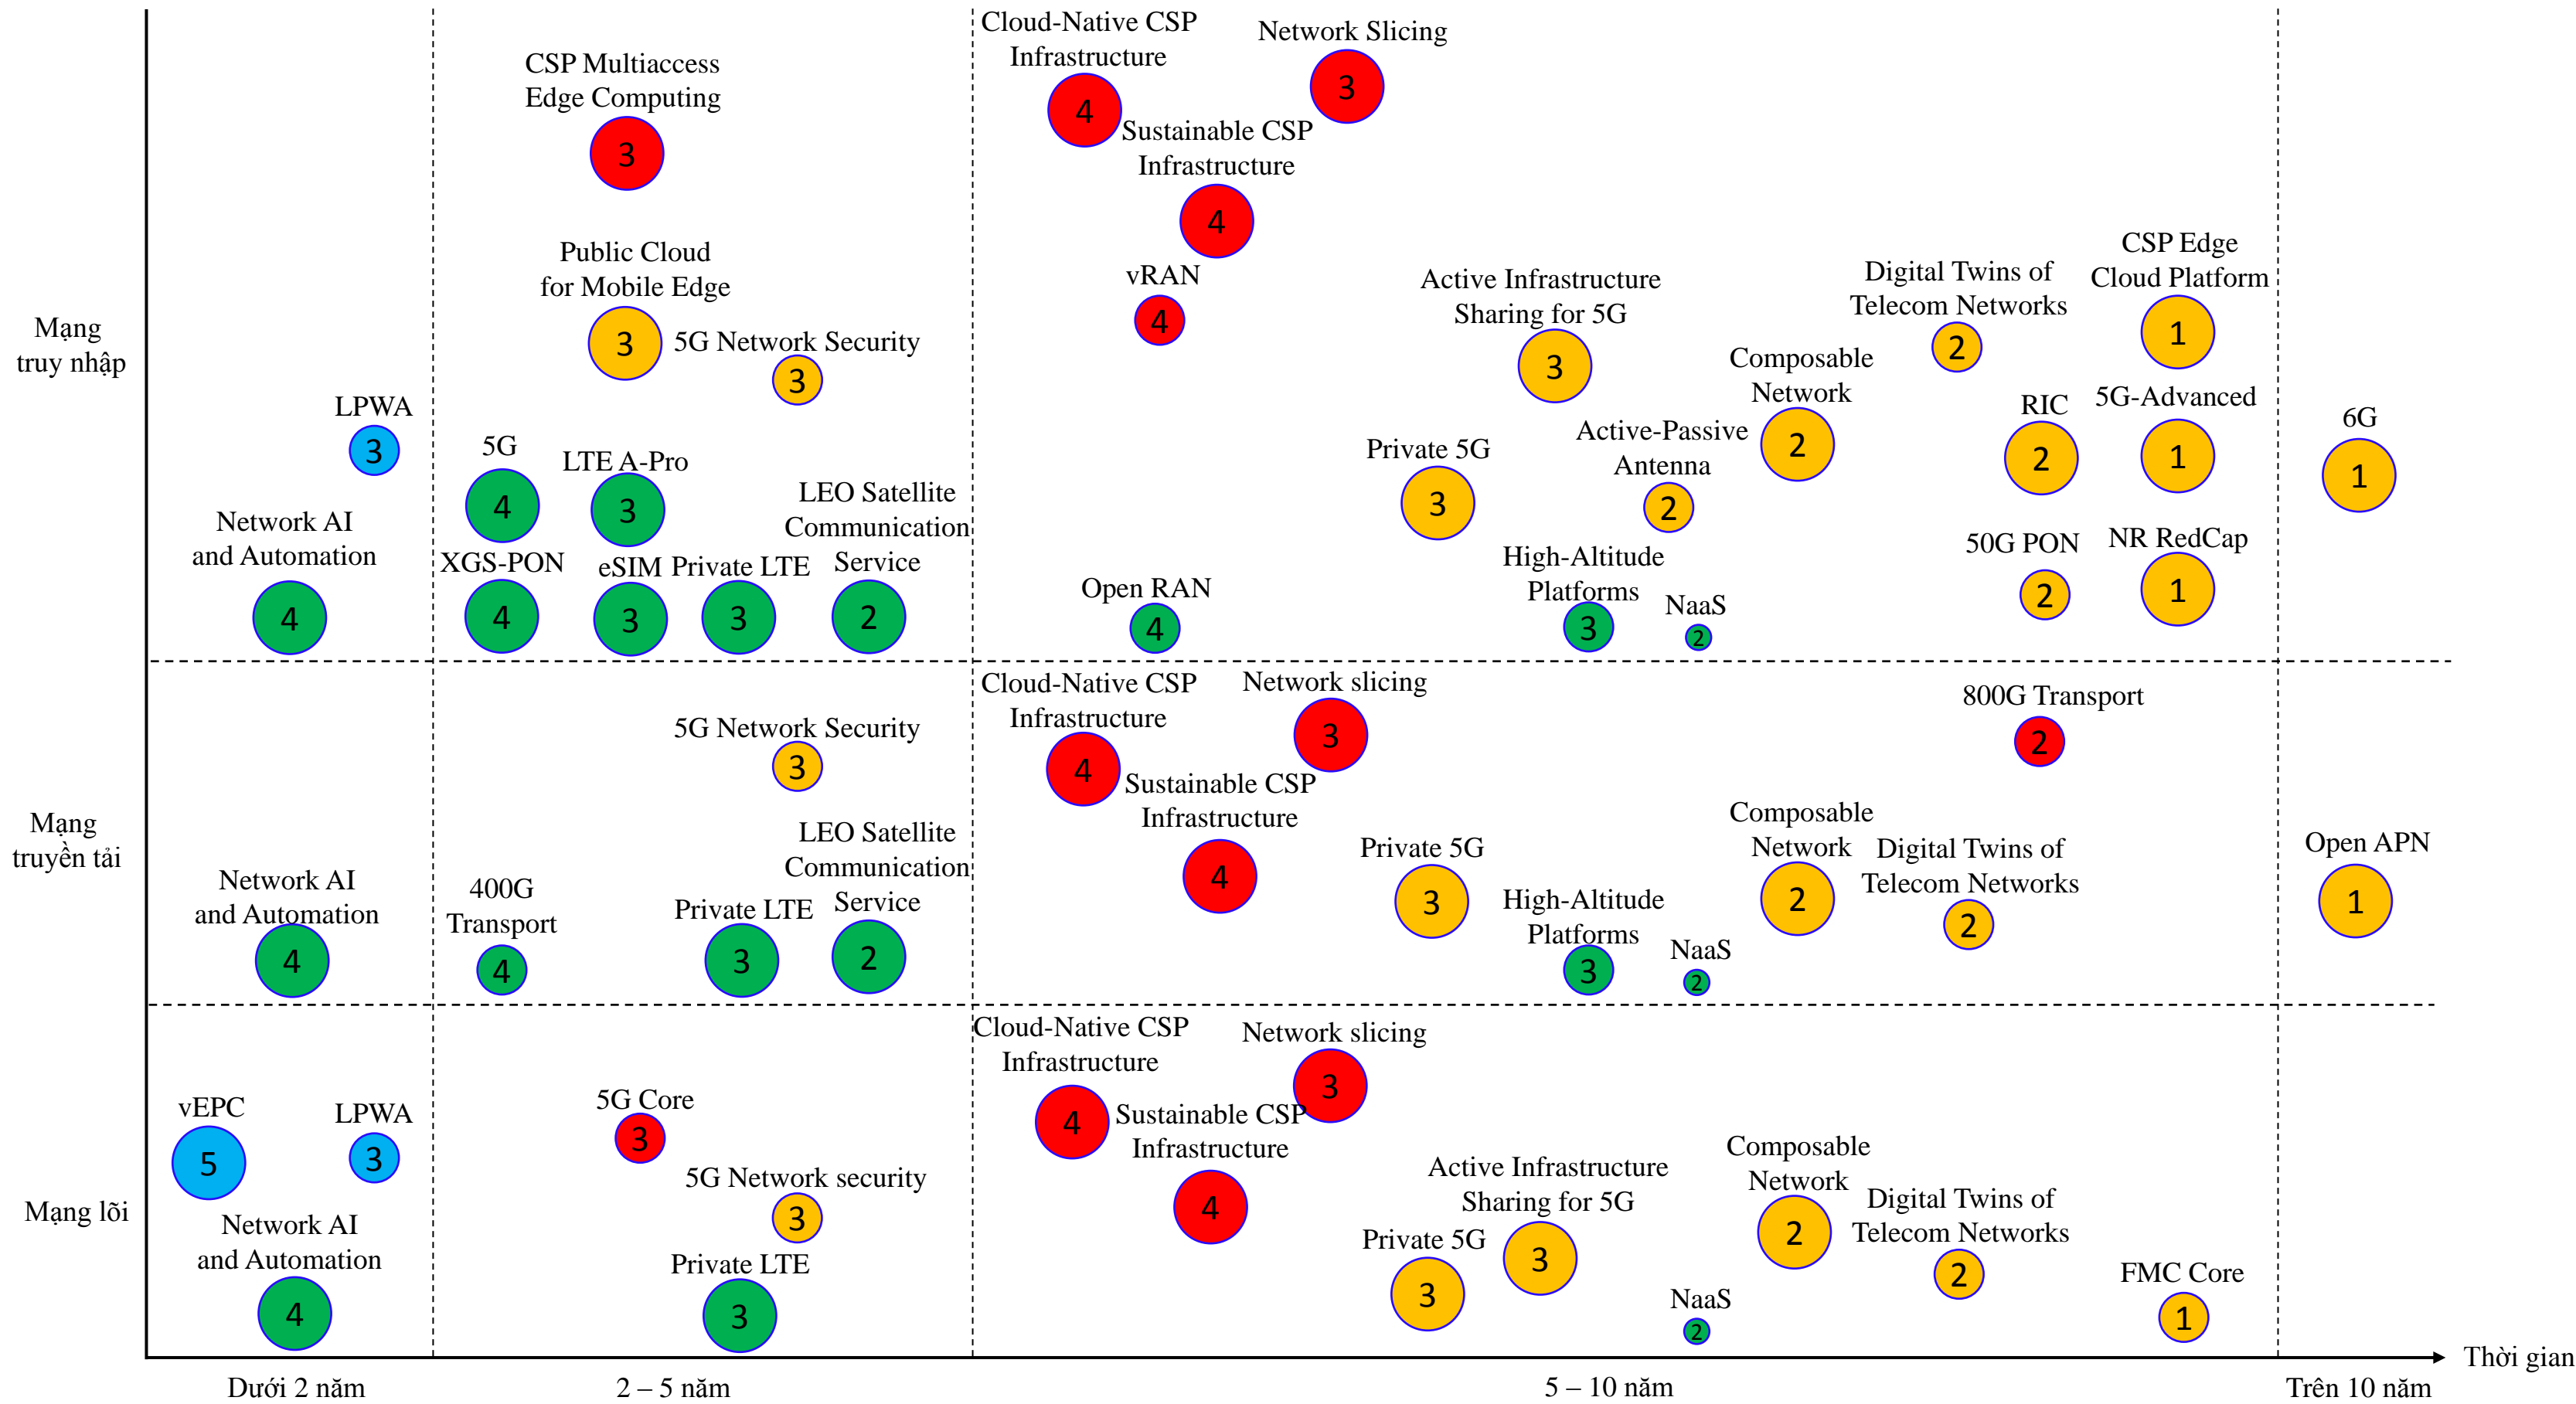 Cloud-Native CSP
Infrastructure
4
Network Slicing
3
CSP Multiaccess
Edge Computing
3
Sustainable CSP
Infrastructure
4
Public Cloud
for Mobile Edge
3
5G Network Security
3
vRAN
4
Active Infrastructure
Sharing for 5G
3
Digital Twins of
Telecom Networks
2
CSP Edge
Cloud Platform
1
Mạng
truy nhập
Composable
Network
2
LPWA
3
5G
4
LTE A-Pro
3
Private 5G
3
Active-Passive
Antenna
2
RIC
2
5G-Advanced
1
6G
1
Network AI
and Automation
4
XGS-PON
4
eSIM
3
Private LTE
3
LEO Satellite
Communication
Service
2
Open RAN
4
High-Altitude
Platforms
3
NaaS
2
50G PON
2
NR RedCap
1
Cloud-Native CSP
Infrastructure
4
Network slicing
3
800G Transport
2
5G Network Security
3
Sustainable CSP
Infrastructure
4
Mạng
truyền tải
Network AI
and Automation
4
400G
Transport
4
Private LTE
3
LEO Satellite
Communication
Service
2
Private 5G
3
High-Altitude
Platforms
3
NaaS
2
Composable
Network
2
Digital Twins of
Telecom Networks
2
Open APN
1
Cloud-Native CSP
Infrastructure
4
Network slicing
3
vEPC
5
LPWA
3
5G Core
3
Sustainable CSP
Infrastructure
4
5G Network security
3
Active Infrastructure
Sharing for 5G
3
Composable
Network
2
Digital Twins of
Telecom Networks
2
Mạng lõi
Network AI
and Automation
4
Private LTE
3
Private 5G
3
NaaS
2
FMC Core
1
Thời gian
Dưới 2 năm
2 – 5 năm
5 – 10 năm
Trên 10 năm